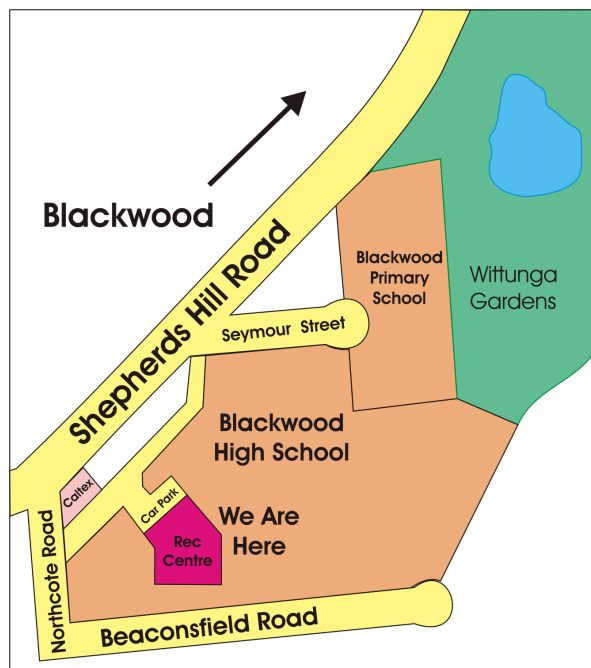 Blackwood
Shepherds Hill Road
Blackwood
Primary
School
Wittunga
Gardens
Seymour Street
Blackwood
High School
Caltex
Car Park
We Are
Here
Rec
Centre
Northcote Road
Beaconsfield Road